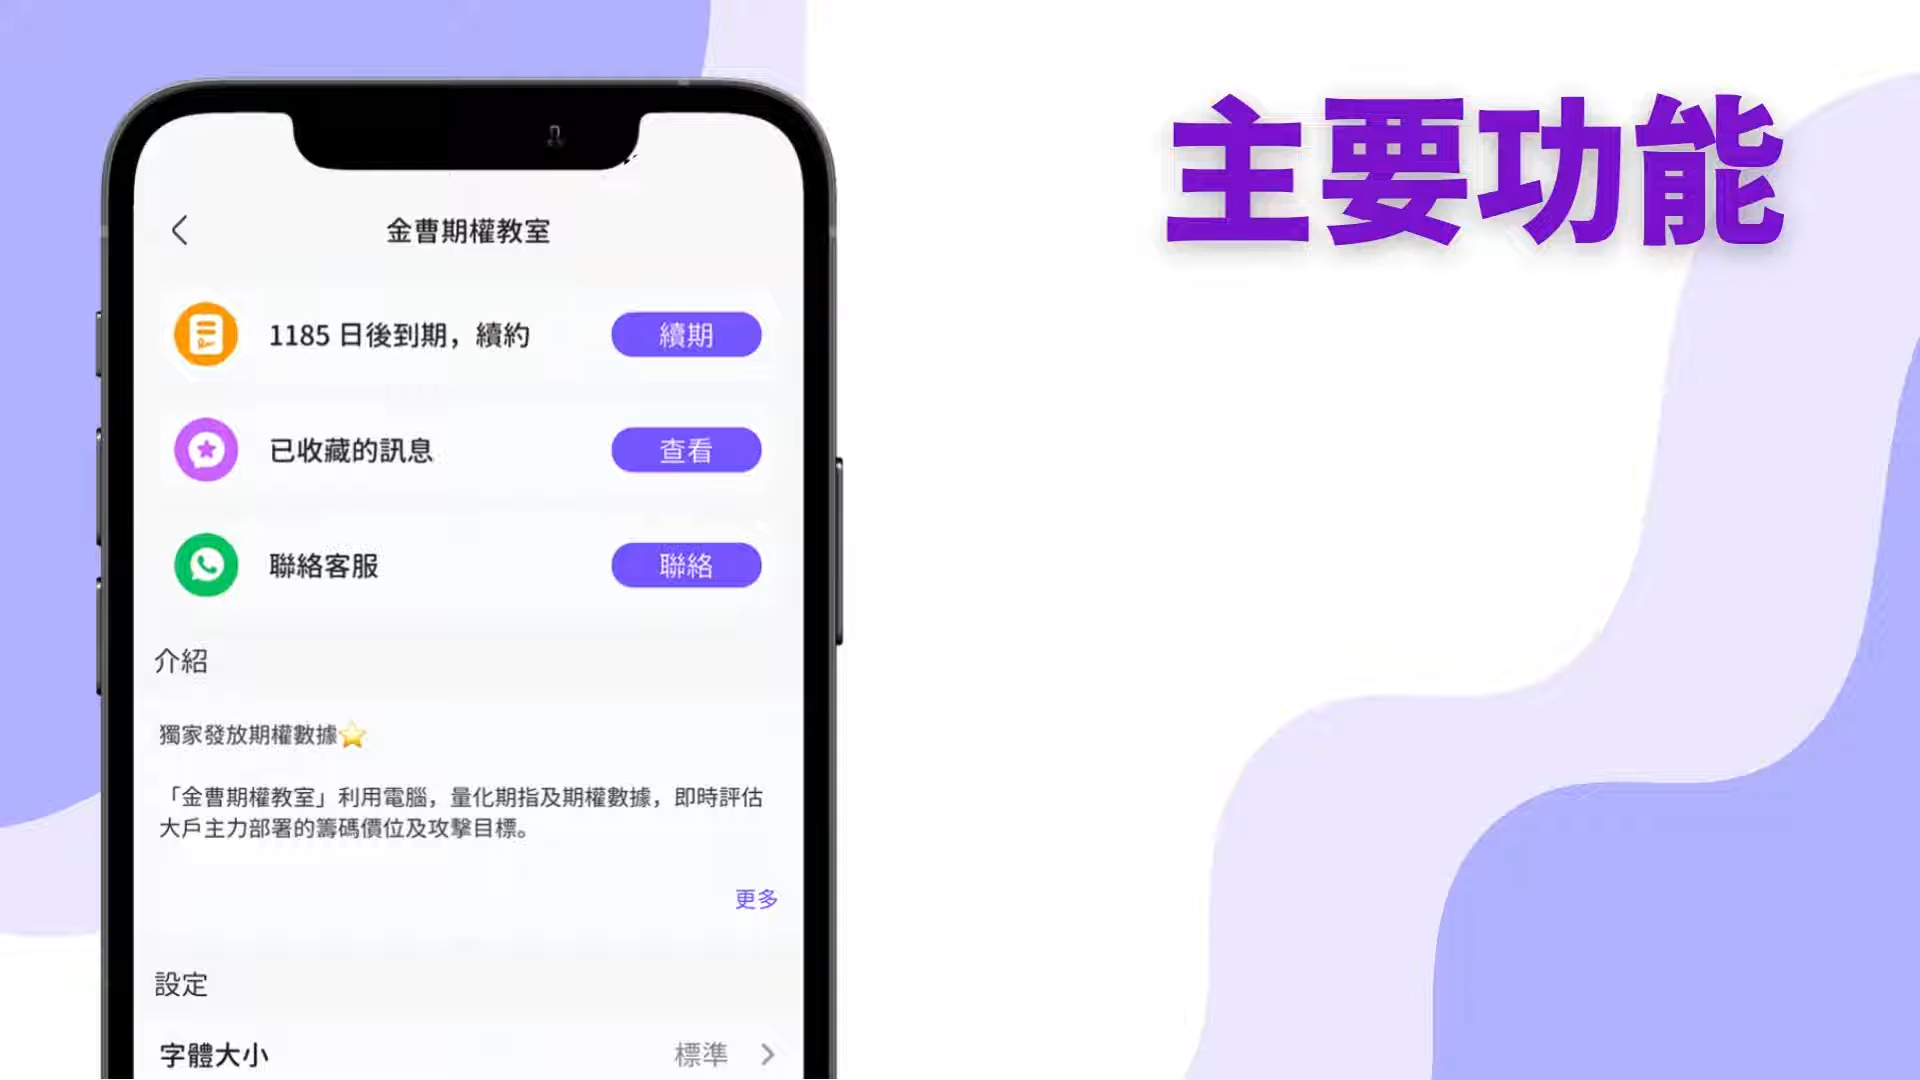 主要功能
金曹期權教室
1185 日後到期，續約
續期
已收藏的訊息
查看
聯絡客服
聯絡
介紹
獨家發放期權數據⭐
「金曹期權教室」利用電腦，量化期指及期權數據，即時評估
大戶主力部署的籌碼價位及攻擊目標。
更多
設定
字體大小
標準